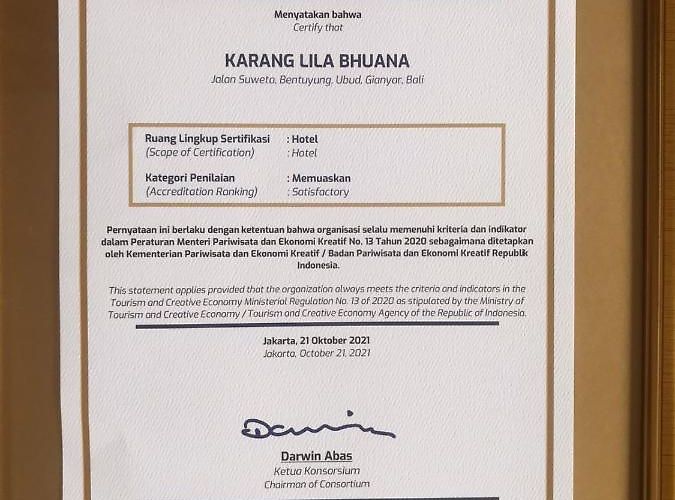 Menyatakan bahwa
Certify that
KARANG LILA BHUANA
Jalan Suweta, Bentuyung, Ubud, Gianyar, Bali
Ruang Lingkup Sertifikasi : Hotel
(Scope of Certification) : Hotel
Kategori Penilaian : Memuaskan
(Accreditation Ranking) : Satisfactory
Pernyataan ini berlaku dengan ketentuan bahwa organisasi selalu memenuhi kriteria dan indikator
dalam Peraturan Menteri Pariwisata dan Ekonomi Kreatif No. 13 Tahun 2020 sebagaimana ditetapkan
oleh Kementerian Pariwisata dan Ekonomi Kreatif / Badan Pariwisata dan Ekonomi Kreatif Republik
Indonesia.
This statement applies provided that the organization always meets the criteria and indicators in the
Tourism and Creative Economy Ministerial Regulation No. 13 of 2020 as stipulated by the Ministry of
Tourism and Creative Economy / Tourism and Creative Economy Agency of the Republic of Indonesia.
Jakarta, 21 Oktober 2021
Jakarta, October 21, 2021
Darwin
Darwin Abas
Ketua Konsorsium
Chairman of Consortium